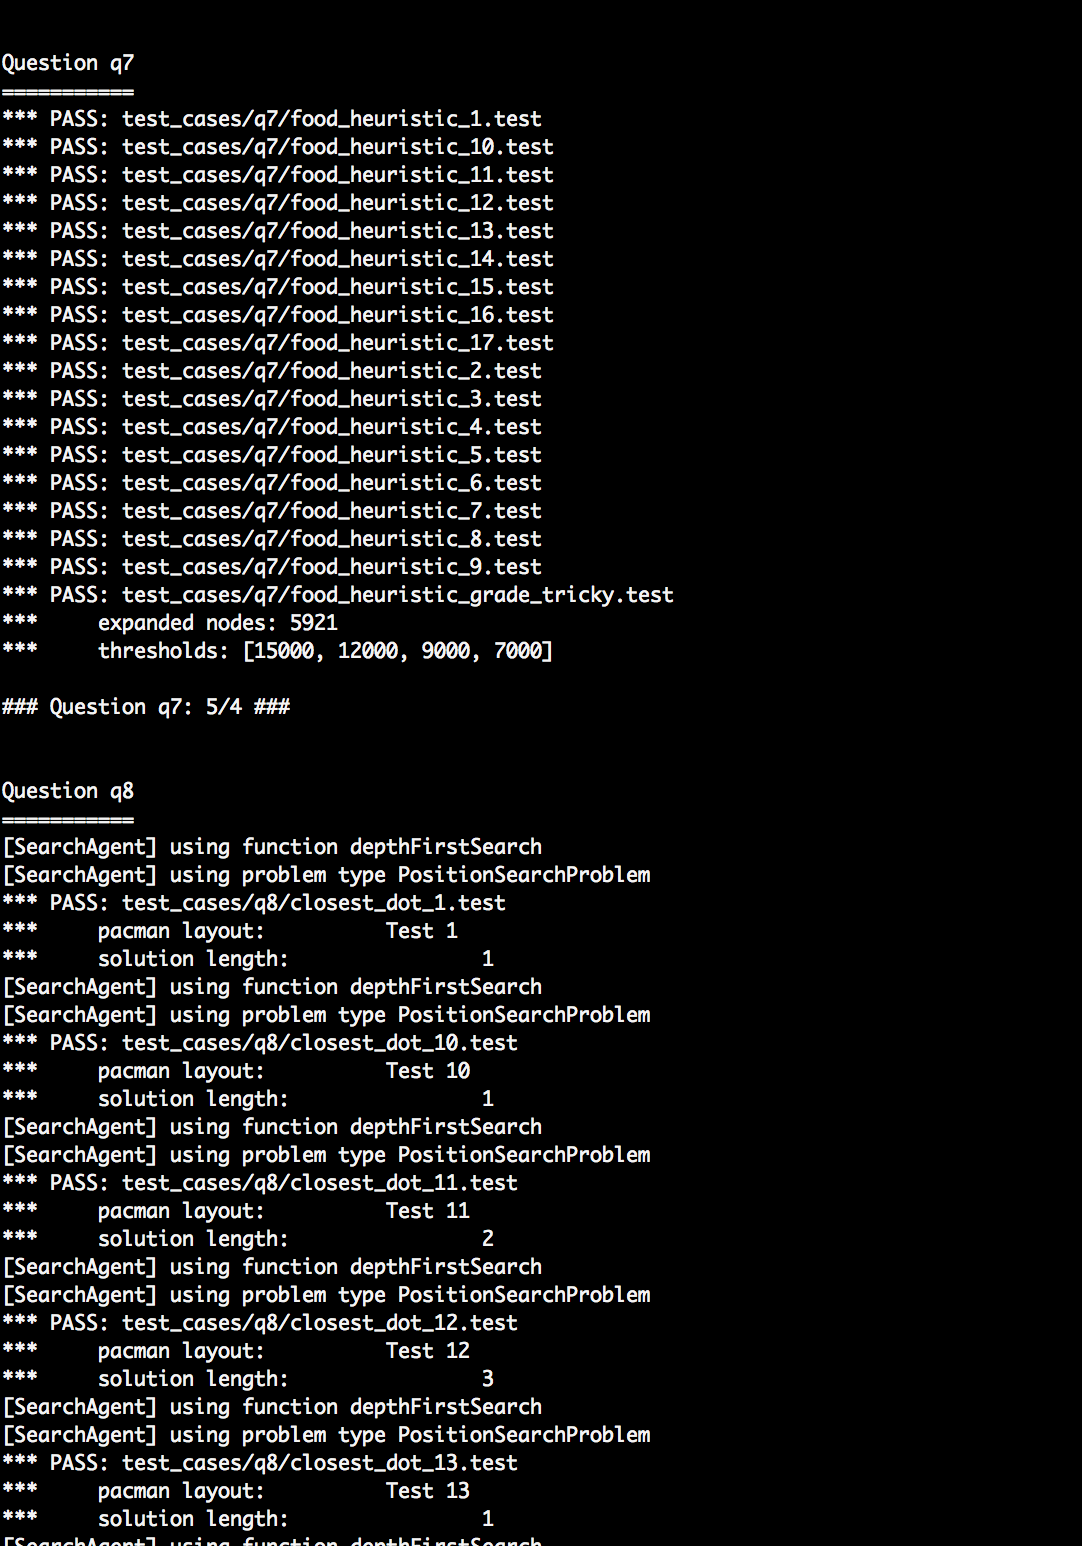 Question q7
===========
*** PASS: test_cases/q7/food_heuristic_1.test
*** PASS: test_cases/q7/food_heuristic_10.test
*** PASS: test_cases/q7/food_heuristic_11.test
*** PASS: test_cases/q7/food_heuristic_12.test
*** PASS: test_cases/q7/food_heuristic_13.test
*** PASS: test_cases/q7/food_heuristic_14.test
*** PASS: test_cases/q7/food_heuristic_15.test
*** PASS: test_cases/q7/food_heuristic_16.test
*** PASS: test_cases/q7/food_heuristic_17.test
*** PASS: test_cases/q7/food_heuristic_2.test
*** PASS: test_cases/q7/food_heuristic_3.test
*** PASS: test_cases/q7/food_heuristic_4.test
*** PASS: test_cases/q7/food_heuristic_5.test
*** PASS: test_cases/q7/food_heuristic_6.test
*** PASS: test_cases/q7/food_heuristic_7.test
*** PASS: test_cases/q7/food_heuristic_8.test
*** PASS: test_cases/q7/food_heuristic_9.test
*** PASS: test_cases/q7/food_heuristic_grade_tricky.test
***     expanded nodes: 5921
***     thresholds: [15000, 12000, 9000, 7000]

### Question q7: 5/4 ###


Question q8
===========
[SearchAgent] using function depthFirstSearch
[SearchAgent] using problem type PositionSearchProblem
*** PASS: test_cases/q8/closest_dot_1.test
***     pacman layout:          Test 1
***     solution length:                1
[SearchAgent] using function depthFirstSearch
[SearchAgent] using problem type PositionSearchProblem
*** PASS: test_cases/q8/closest_dot_10.test
***     pacman layout:          Test 10
***     solution length:                1
[SearchAgent] using function depthFirstSearch
[SearchAgent] using problem type PositionSearchProblem
*** PASS: test_cases/q8/closest_dot_11.test
***     pacman layout:          Test 11
***     solution length:                2
[SearchAgent] using function depthFirstSearch
[SearchAgent] using problem type PositionSearchProblem
*** PASS: test_cases/q8/closest_dot_12.test
***     pacman layout:          Test 12
***     solution length:                3
[SearchAgent] using function depthFirstSearch
[SearchAgent] using problem type PositionSearchProblem
*** PASS: test_cases/q8/closest_dot_13.test
***     pacman layout:          Test 13
***     solution length:                1
[SearchAgent] using function depthFirstSearch